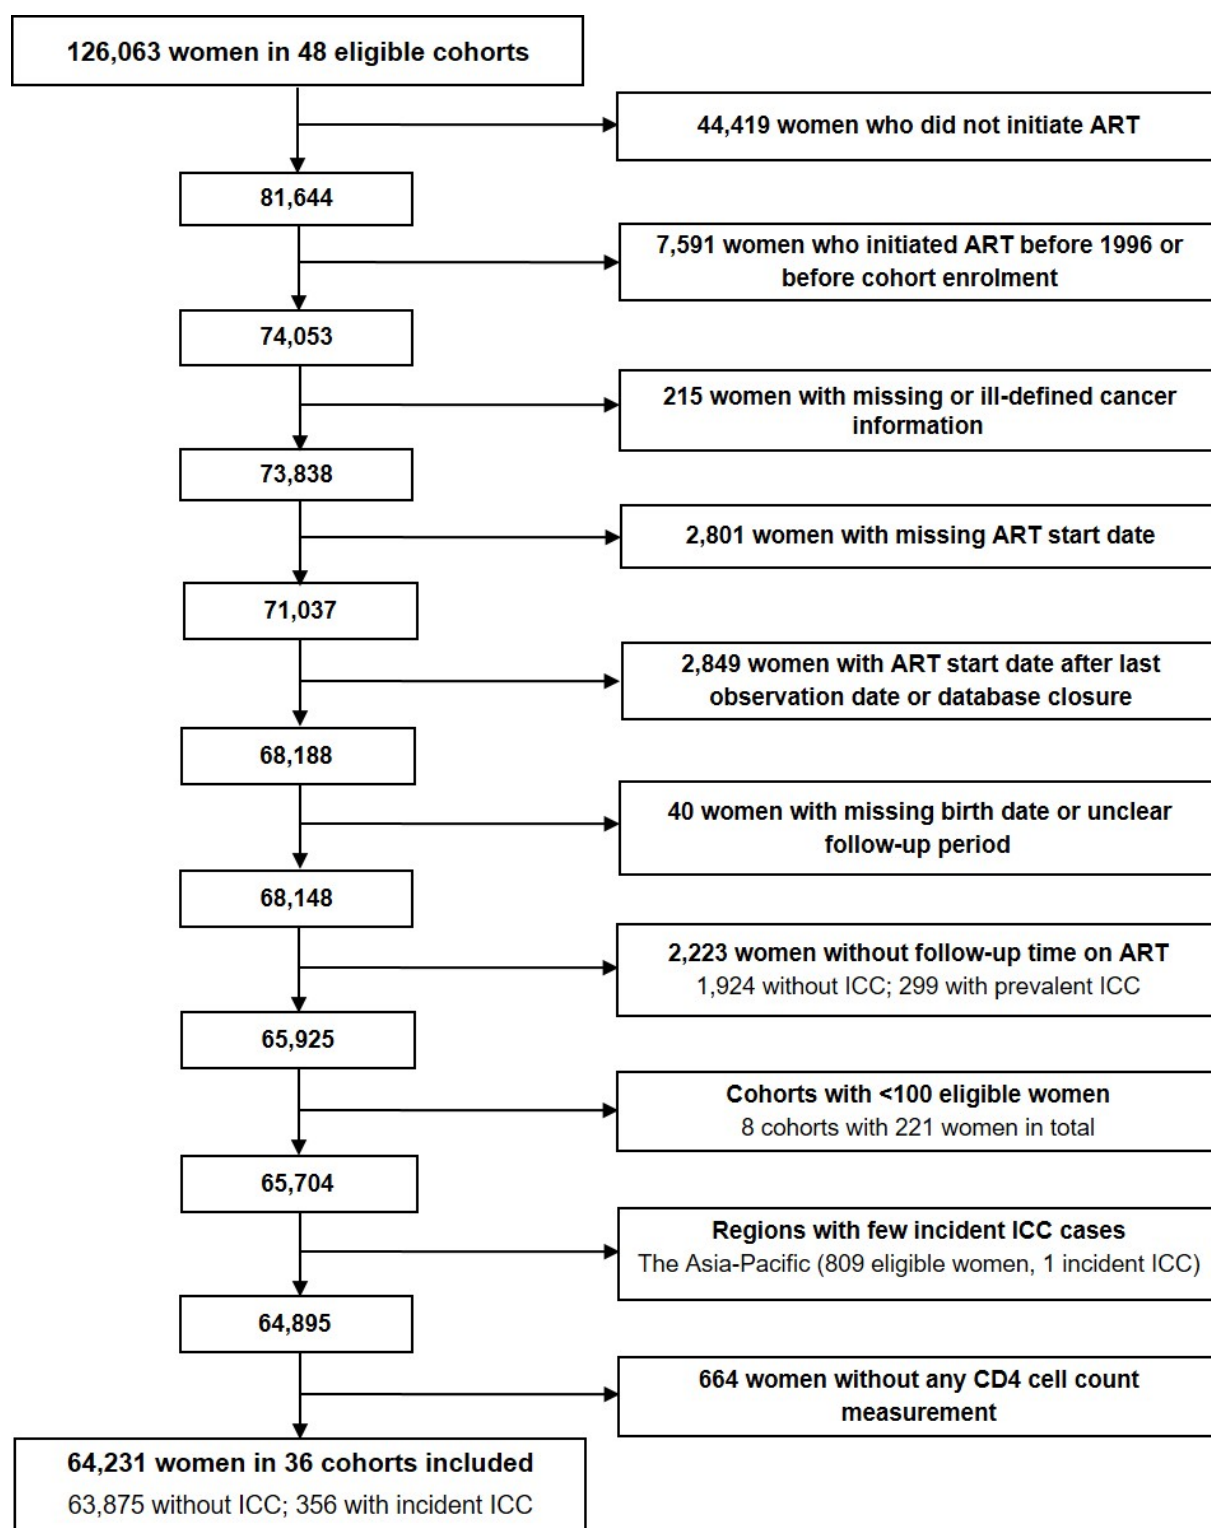 126,063 women in 48 eligible cohorts
44,419 women who did not initiate ART
81,644
7,591 women who initiated ART before 1996 or
before cohort enrolment
74,053
215 women with missing or ill-defined cancer
information
73,838
2,801 women with missing ART start date
71,037
2,849 women with ART start date after last
observation date or database closure
68,188
40 women with missing birth date or unclear
follow-up period
68,148
2,223 women without follow-up time on ART
1,924 without ICC; 299 with prevalent ICC
65,925
Cohorts with <100 eligible women
8 cohorts with 221 women in total
65,704
Regions with few incident ICC cases
The Asia-Pacific (809 eligible women, 1 incident ICC)
64,895
664 women without any CD4 cell count
measurement
64,231 women in 36 cohorts included
63,875 without ICC; 356 with incident ICC